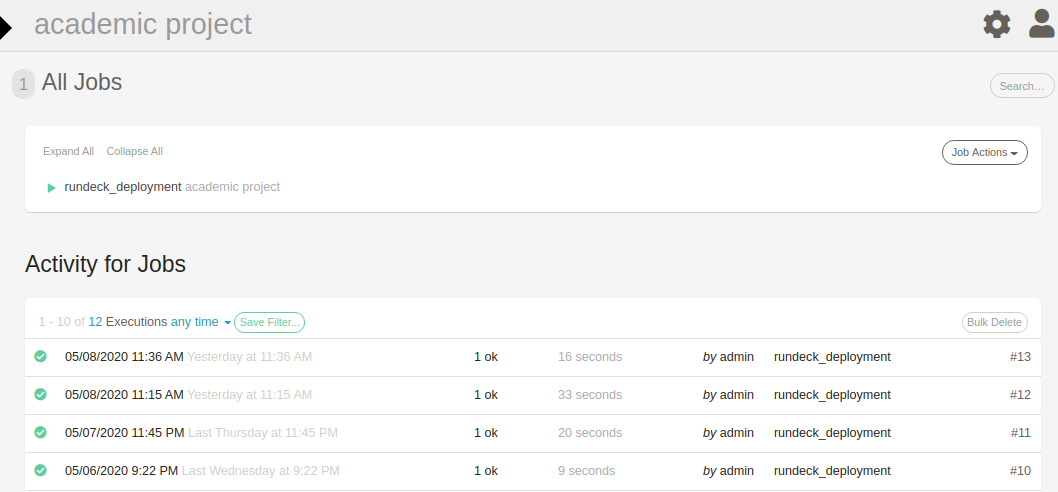 academic project
1 All Jobs
Search…
Expand All Collapse All
Job Actions
rundeck_deployment academic project
Activity for Jobs
1 - 10 of 12 Executions any time Save Filter... Bulk Delete
05/08/2020 11:36 AM Yesterday at 11:36 AM 1 ok 16 seconds by admin rundeck_deployment #13
05/08/2020 11:15 AM Yesterday at 11:15 AM 1 ok 33 seconds by admin rundeck_deployment #12
05/07/2020 11:45 PM Last Thursday at 11:45 PM 1 ok 20 seconds by admin rundeck_deployment #11
05/06/2020 9:22 PM Last Wednesday at 9:22 PM 1 ok 9 seconds by admin rundeck_deployment #10